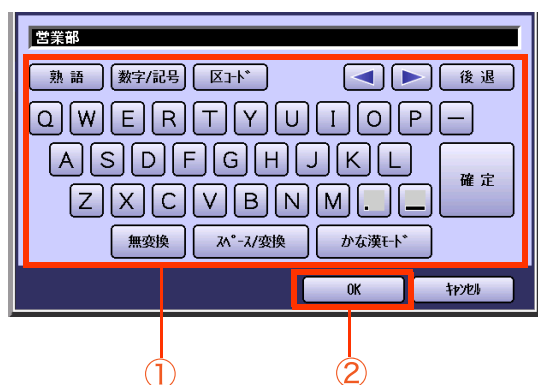 営業部
熟 語 数字/記号 区ｺｰﾄﾞ ◀ ▶ 後 退
Q W E R T Y U I O P ー
A S D F G H J K L 確 定
Z X C V B N M . _
無変換 ｽﾍﾟｰｽ/変換 かな漢ﾓｰﾄﾞ
OK ｷｬﾝｾﾙ
① ②